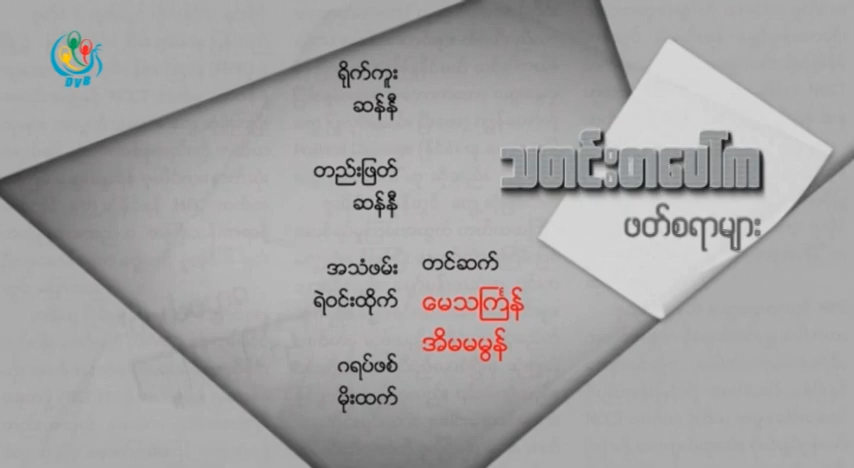 DVB
ရိုက်ကူး
ဆန်နီ
တည်းဖြတ်
ဆန်နီ
အသံဖမ်း
ရဲဝင်းထိုက်
ဂရပ်ဖစ်
မိုးထက်
တင်ဆက်
မေသင်္ကြန်
အိမမမွန်
သတင်းတပေါ်က
ဖတ်စရာများ